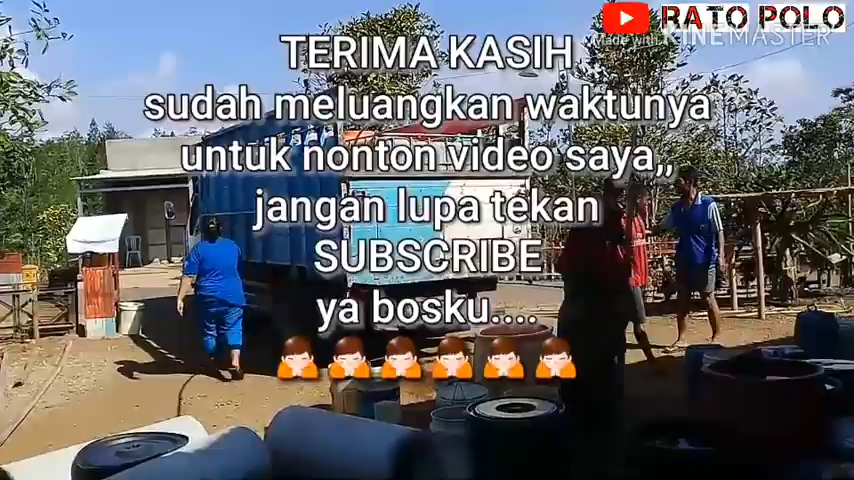 RATO POLO
Made with KINEMASTER
TERIMA KASIH
sudah meluangkan waktunya
untuk nonton video saya,,
jangan lupa tekan
SUBSCRIBE
ya bosku....